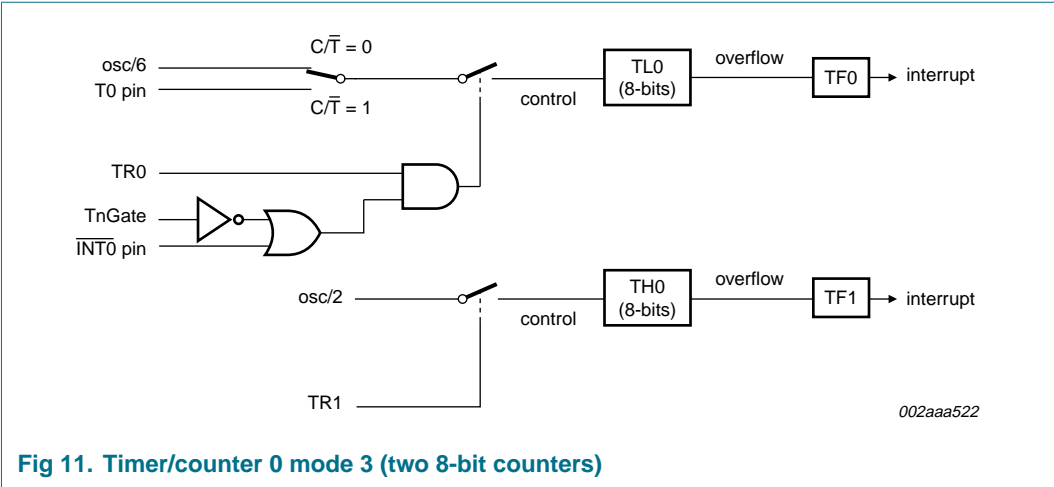 C/T̅ = 0
osc/6
T0 pin
C/T̅ = 1
control
TL0
(8-bits)
overflow
TF0
interrupt
TR0
TnGate
I̅N̅T̅0̅ pin
osc/2
control
TH0
(8-bits)
overflow
TF1
interrupt
TR1
002aaa522
Fig 11. Timer/counter 0 mode 3 (two 8-bit counters)